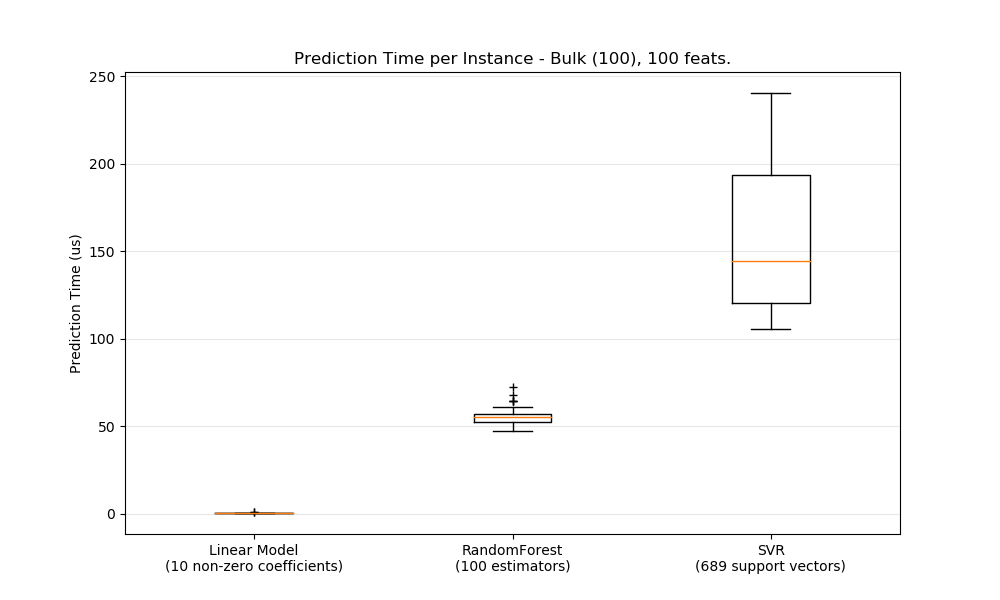 Prediction Time per Instance - Bulk (100), 100 feats.
Prediction Time (us)
250
200
150
100
50
0
Linear Model
(10 non-zero coefficients)
RandomForest
(100 estimators)
SVR
(689 support vectors)